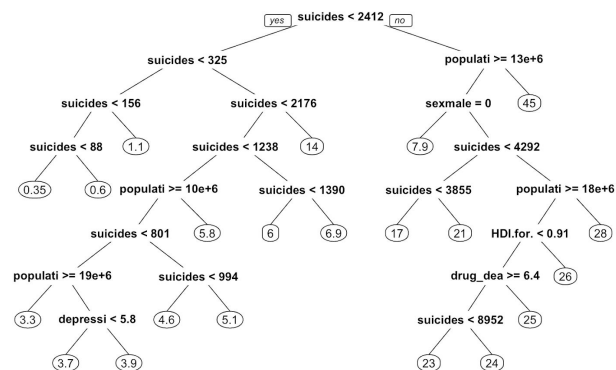 yes suicides < 2412 no
suicides < 325 populati >= 13e+6
suicides < 156 suicides < 2176 sexmale = 0 45
suicides < 88 1.1 suicides < 1238 14 7.9 suicides < 4292
0.35 0.6 populati >= 10e+6 suicides < 1390 suicides < 3855 populati >= 18e+6
suicides < 801 5.8 6 6.9 17 21 HDI.for. < 0.91 28
populati >= 19e+6 suicides < 994 drug_dea >= 6.4 26
3.3 depressi < 5.8 4.6 5.1 suicides < 8952 25
3.7 3.9 23 24